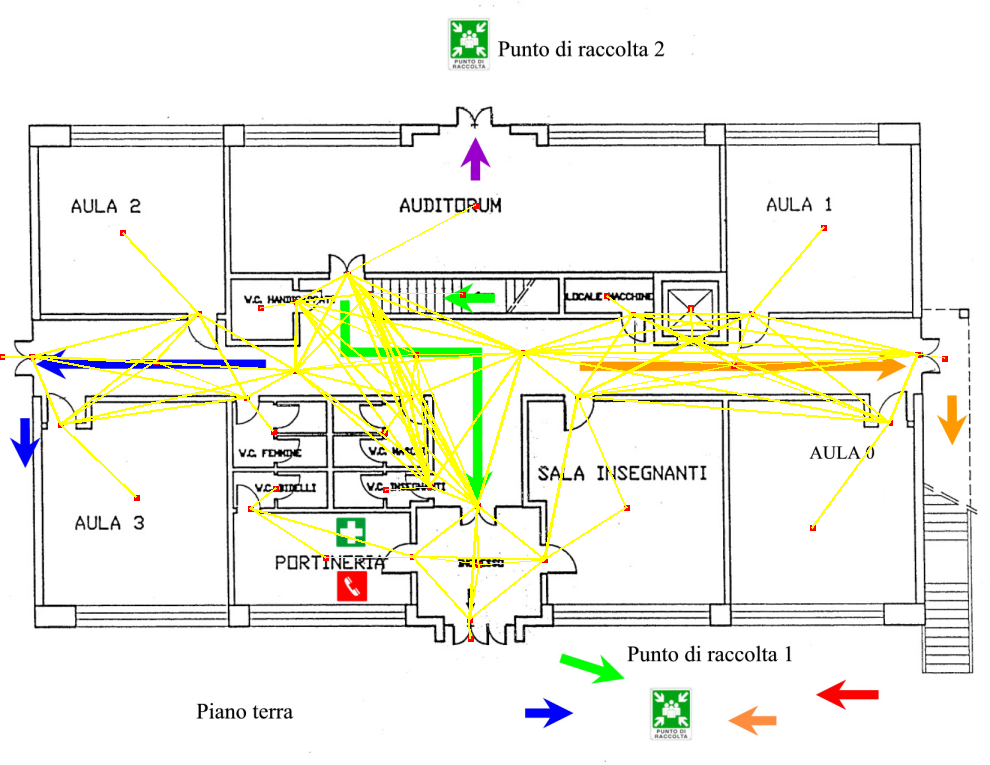 PUNTO DI
RACCOLTA
Punto di raccolta 2
AULA 2
AUDITORUM
AULA 1
W.C. HANDICAPPATI
LOCALE MACCHINE
W.C. FEMMINE
W.C. MASCHI
AULA 0
SALA INSEGNANTI
W.C. BIDELLI
W.C. INSEGNANTI
AULA 3
PORTINERIA
INGRESSO
Punto di raccolta 1
Piano terra
PUNTO DI
RACCOLTA